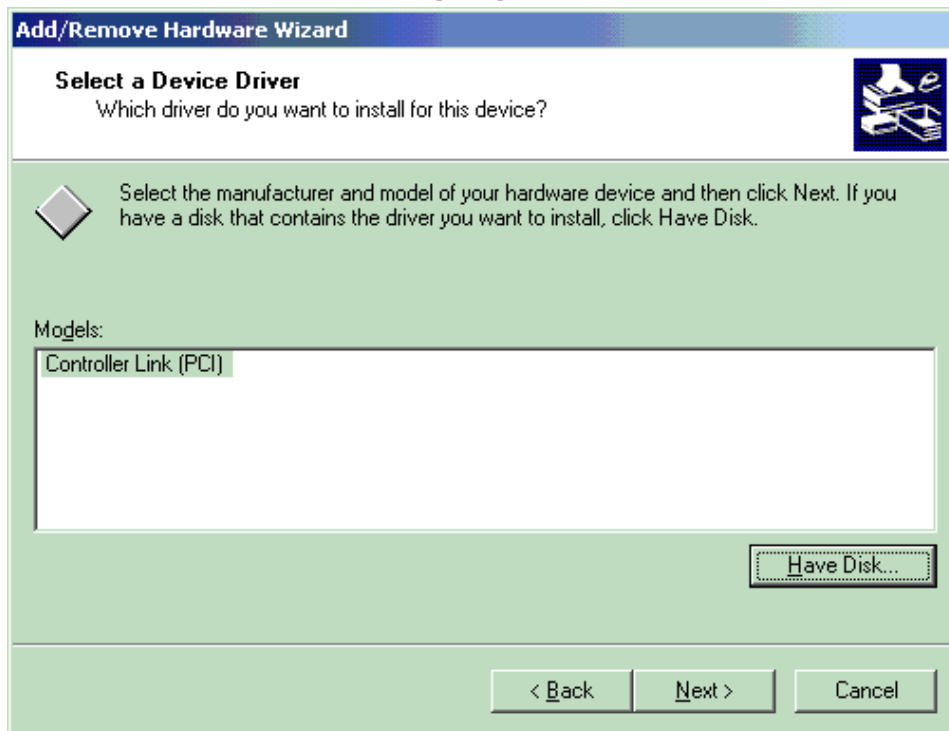 Add/Remove Hardware Wizard
Select a Device Driver
Which driver do you want to install for this device?
Select the manufacturer and model of your hardware device and then click Next. If you
have a disk that contains the driver you want to install, click Have Disk.
Models:
Controller Link (PCI)
Have Disk...
< Back
Next >
Cancel